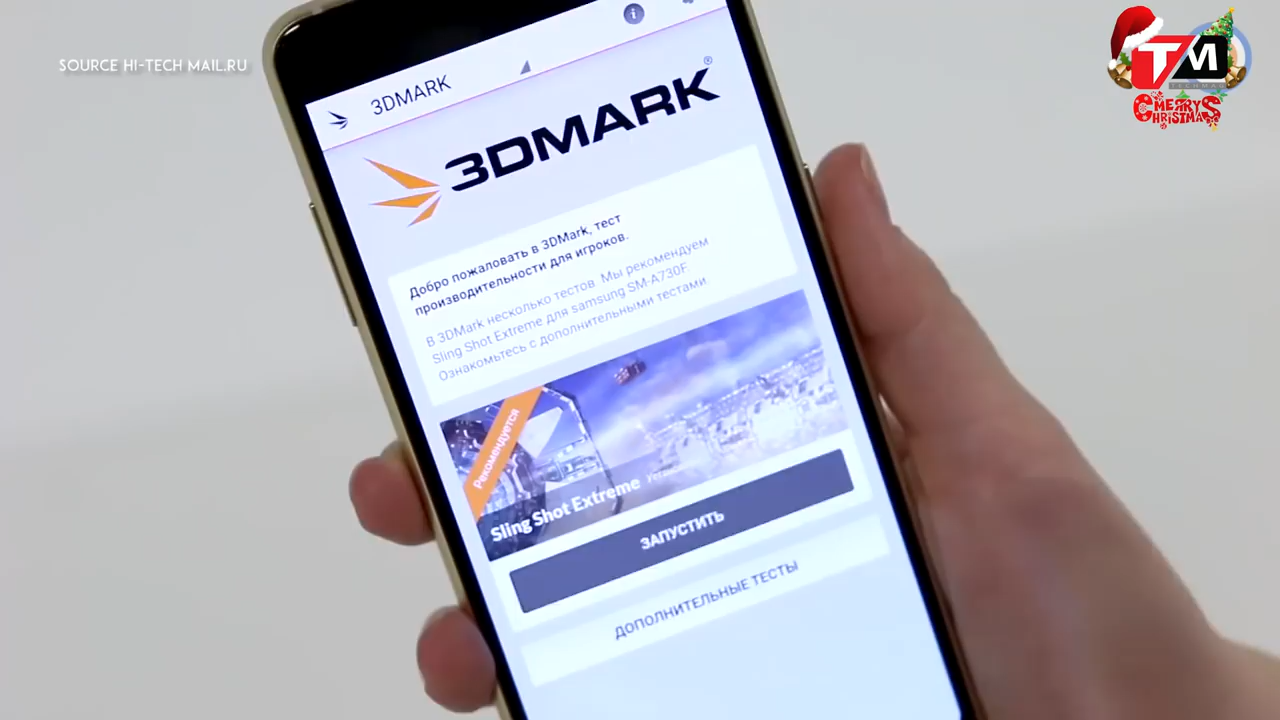 SOURCE HI-TECH MAIL.RU
TM
MERRY
CHRISTMAS
3DMARK
3DMARK®
Добро пожаловать в 3DMark, тест
производительности для игроков.
В 3DMark несколько тестов. Мы рекомендуем
Sling Shot Extreme для samsung SM-A730F.
Ознакомьтесь с дополнительными тестами.
Рекомендуется
Sling Shot Extreme
ЗАПУСТИТЬ
ДОПОЛНИТЕЛЬНЫЕ ТЕСТЫ